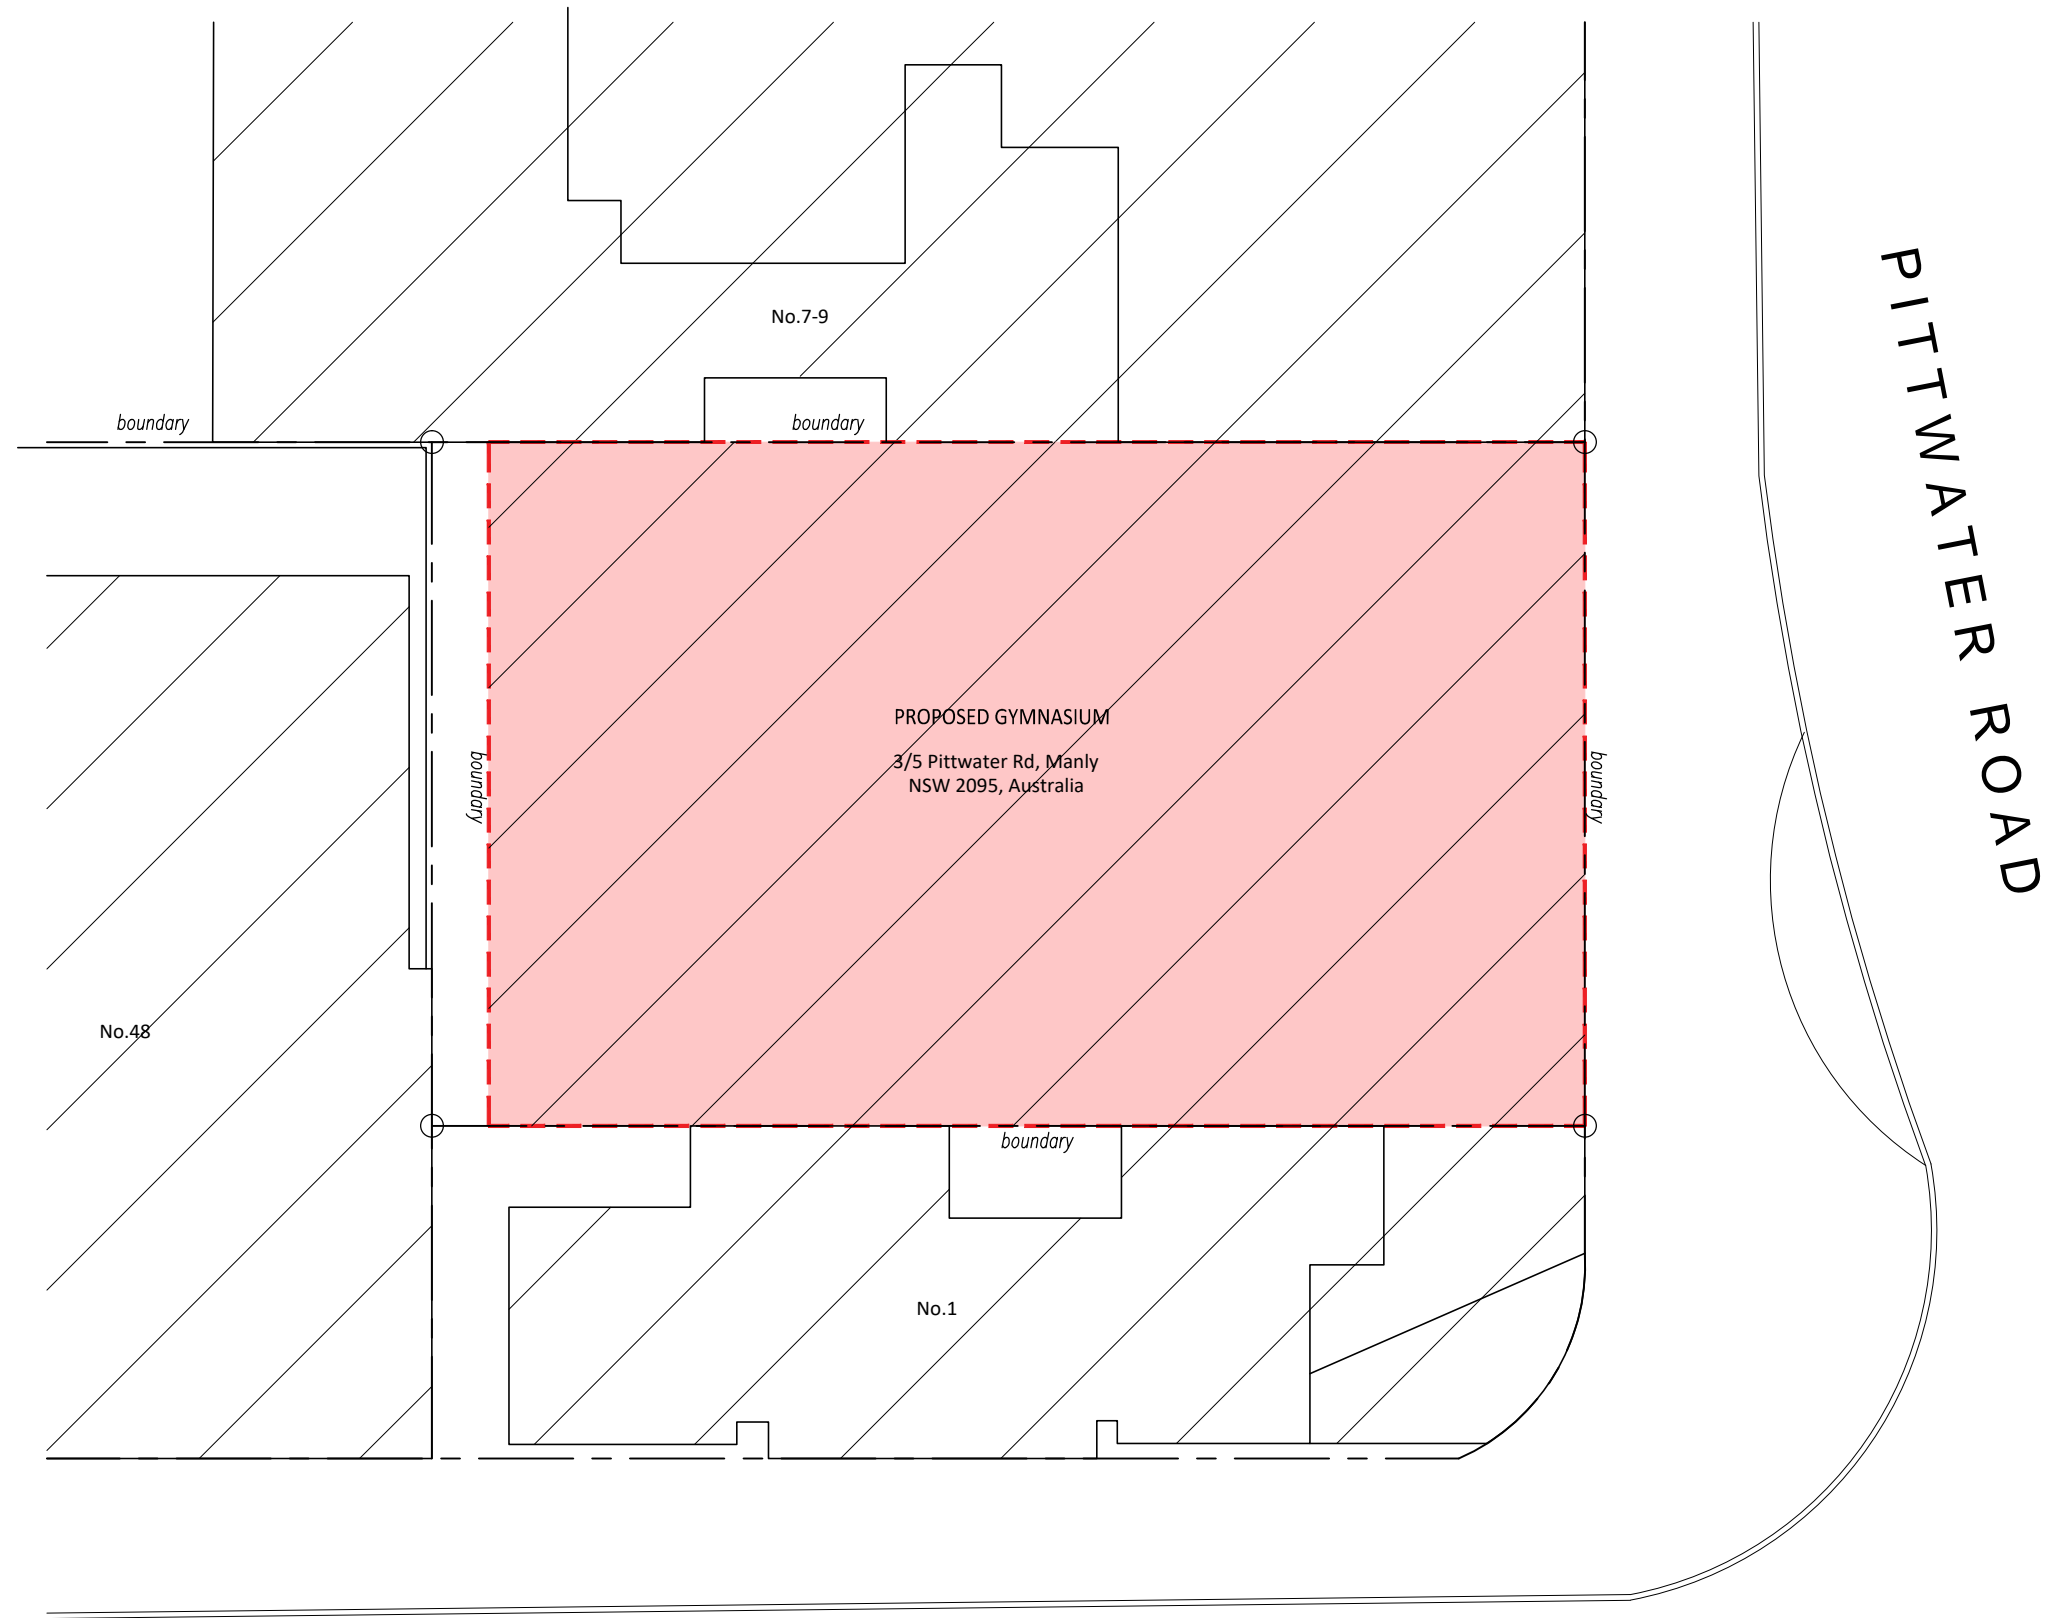 PITTWATER ROAD
No.7-9
boundary
boundary
PROPOSED GYMNASIUM
3/5 Pittwater Rd, Manly
NSW 2095, Australia
boundary
boundary
No.48
boundary
No.1